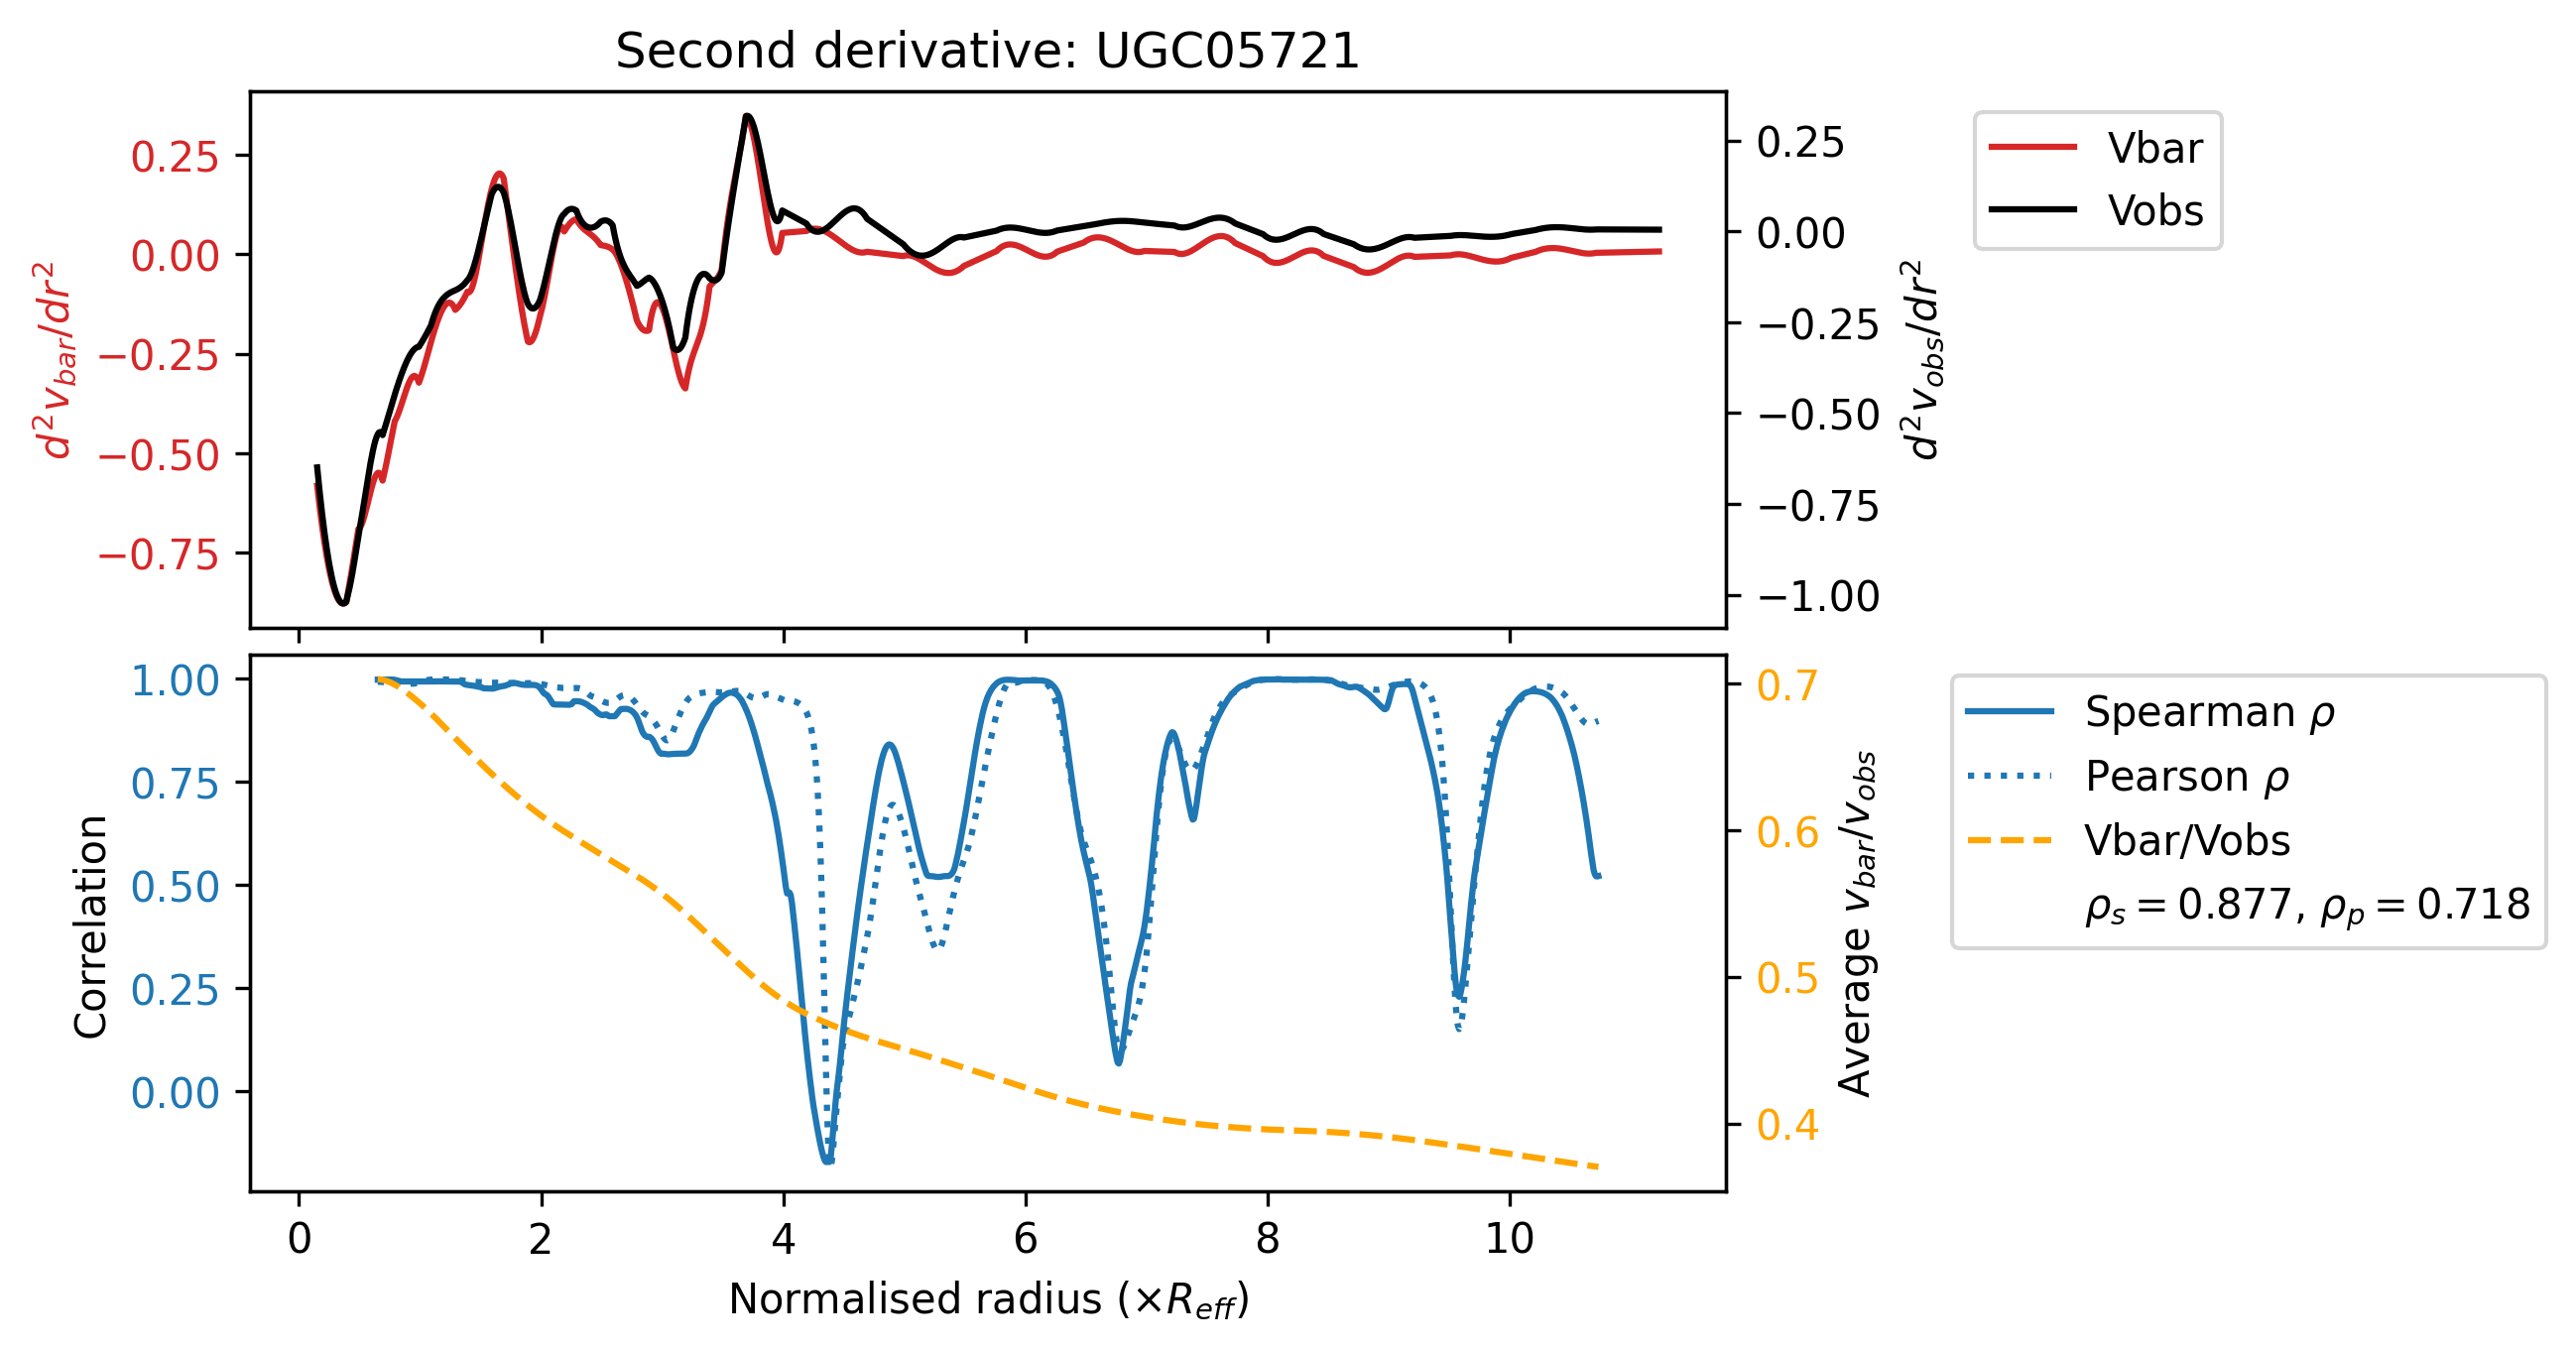 Second derivative: UGC05721
0.25
0.00
−0.25
−0.50
−0.75
d²v_bar/dr²
0.25
0.00
−0.25
−0.50
−0.75
−1.00
d²v_obs/dr²
Vbar
Vobs
1.00
0.75
0.50
0.25
0.00
Correlation
0.7
0.6
0.5
0.4
Average v_bar/v_obs
Spearman ρ
Pearson ρ
Vbar/Vobs
ρ_s = 0.877, ρ_p = 0.718
0 2 4 6 8 10
Normalised radius (×R_eff)